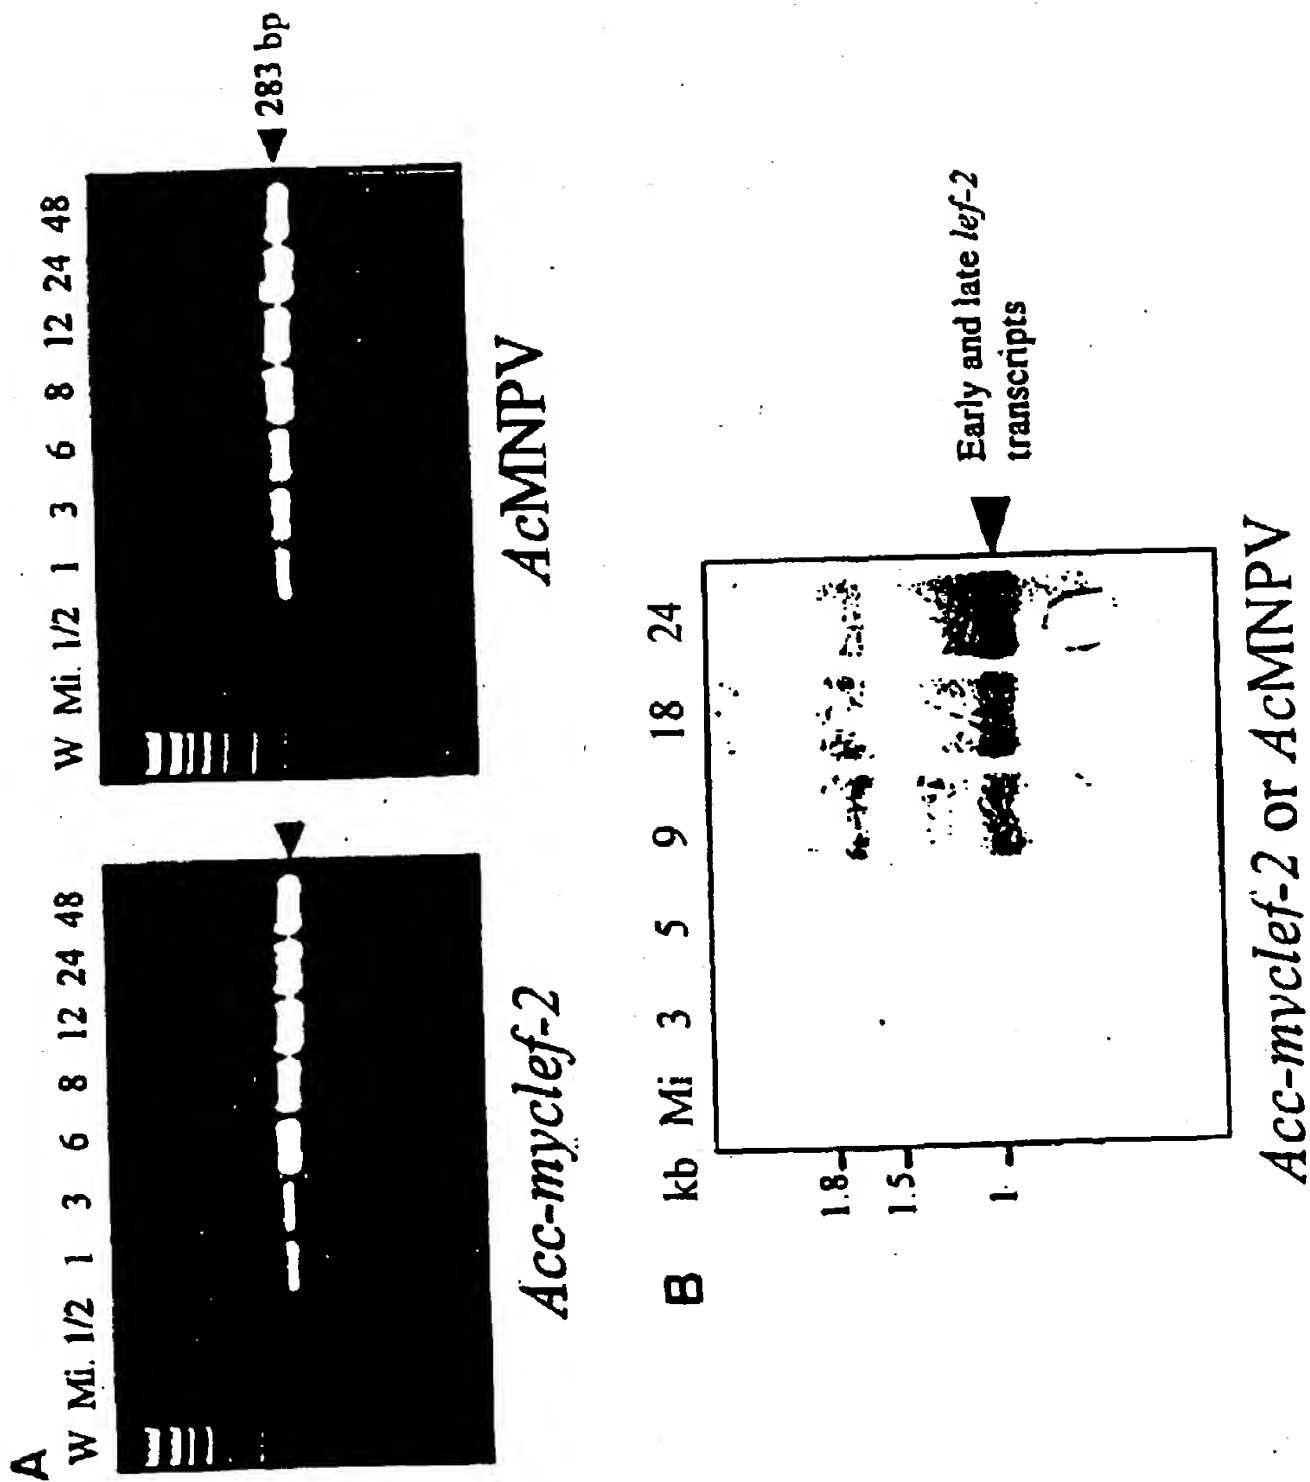 A
W Mi. 1/2 1 3 6 8 12 24 48
Acc-myclef-2
W Mi. 1/2 1 3 6 8 12 24 48
283 bp
AcMNPV
B
kb Mi 3 5 9 18 24
1.8
1.5
1
Early and late lef-2
transcripts
Acc-myclef-2 or AcMNPV